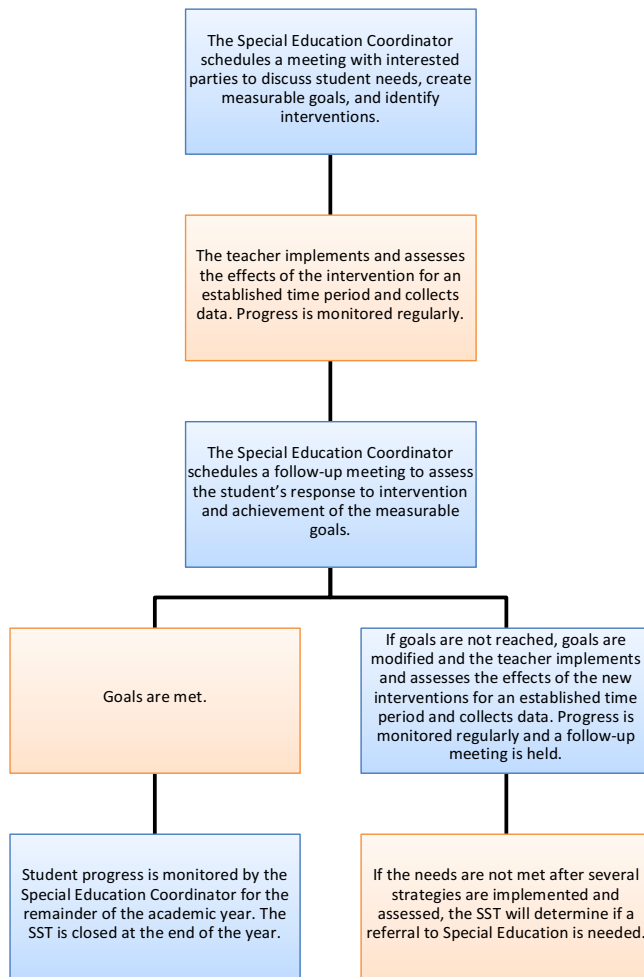 The Special Education Coordinator
schedules a meeting with interested
parties to discuss student needs, create
measurable goals, and identify
interventions.
The teacher implements and assesses
the effects of the intervention for an
established time period and collects
data. Progress is monitored regularly.
The Special Education Coordinator
schedules a follow-up meeting to assess
the student’s response to intervention
and achievement of the measurable
goals.
Goals are met.
If goals are not reached, goals are
modified and the teacher implements
and assesses the effects of the new
interventions for an established time
period and collects data. Progress is
monitored regularly and a follow-up
meeting is held.
Student progress is monitored by the
Special Education Coordinator for the
remainder of the academic year. The
SST is closed at the end of the year.
If the needs are not met after several
strategies are implemented and
assessed, the SST will determine if a
referral to Special Education is needed.